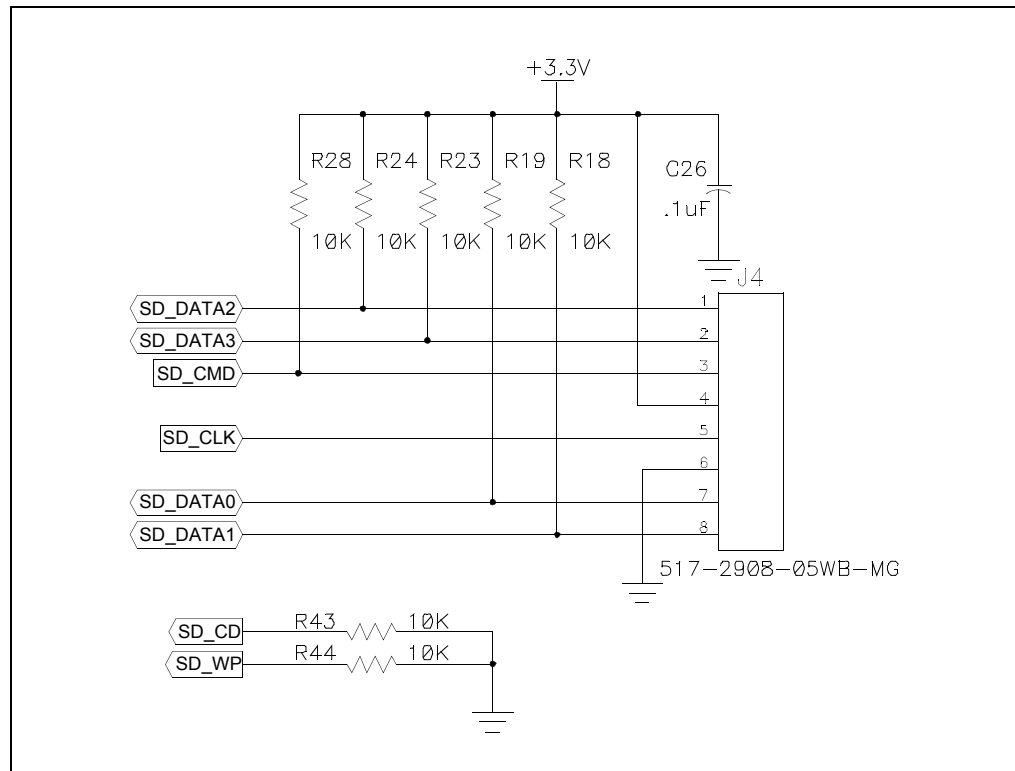 +3.3V
R28 R24 R23 R19 R18
C26
.1uF
10K 10K 10K 10K 10K
J4
SD_DATA2 1
SD_DATA3 2
SD_CMD 3
4
SD_CLK 5
6
SD_DATA0 7
SD_DATA1 8
517-2908-05WB-MG
SD_CD R43 10K
SD_WP R44 10K